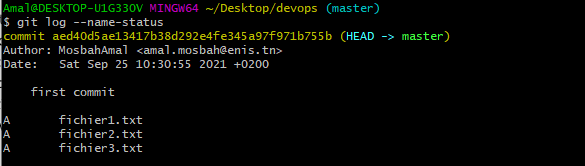 Amal@DESKTOP-U1G330V MINGW64 ~/Desktop/devops (master)
$ git log --name-status
commit aed40d5ae13417b38d292e4fe345a97f971b755b (HEAD -> master)
Author: MosbahAmal <amal.mosbah@enis.tn>
Date:   Sat Sep 25 10:30:55 2021 +0200
first commit
A       fichier1.txt
A       fichier2.txt
A       fichier3.txt